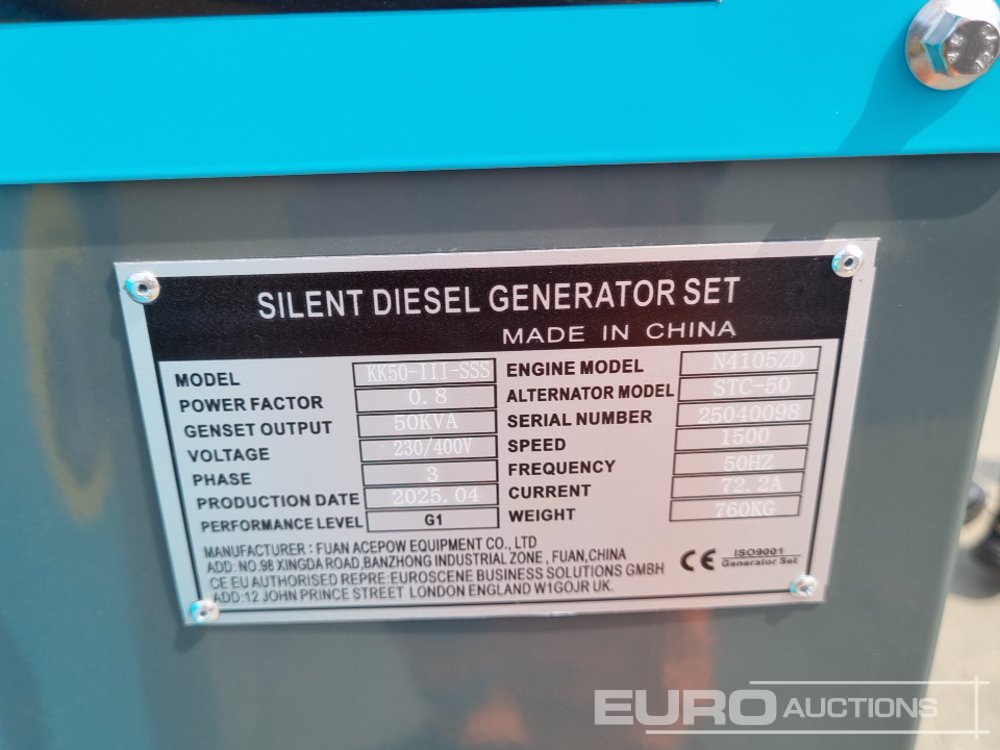 SILENT DIESEL GENERATOR SET
MADE IN CHINA
MODEL KK50-III-SSS
POWER FACTOR 0.8
GENSET OUTPUT 50KVA
VOLTAGE 230/400V
PHASE 3
PRODUCTION DATE 2025.04
PERFORMANCE LEVEL G1
ENGINE MODEL N4105ZD
ALTERNATOR MODEL STC-50
SERIAL NUMBER 25040098
SPEED 1500
FREQUENCY 50HZ
CURRENT 72.2A
WEIGHT 760KG
MANUFACTURER : FUAN ACEPOW EQUIPMENT CO., LTD
ADD: NO.98 XINGDA ROAD,BANZHONG INDUSTRIAL ZONE , FUAN,CHINA
CE EU AUTHORISED REPRE: EUROSCENE BUSINESS SOLUTIONS GMBH
ADD:12 JOHN PRINCE STREET LONDON ENGLAND W1GOJR UK.
CE ISO9001
Generator Set
EURO AUCTIONS